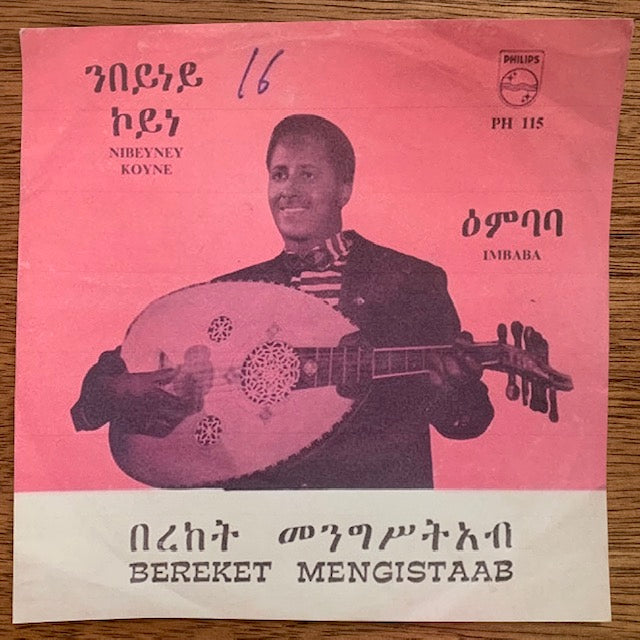 ንበይነይ
ኮይነ
NIBEYNEY
KOYNE
16
PHILIPS
PH 115
ዕምባባ
IMBABA
በረከት መንግሥትአብ
BEREKET MENGISTAAB